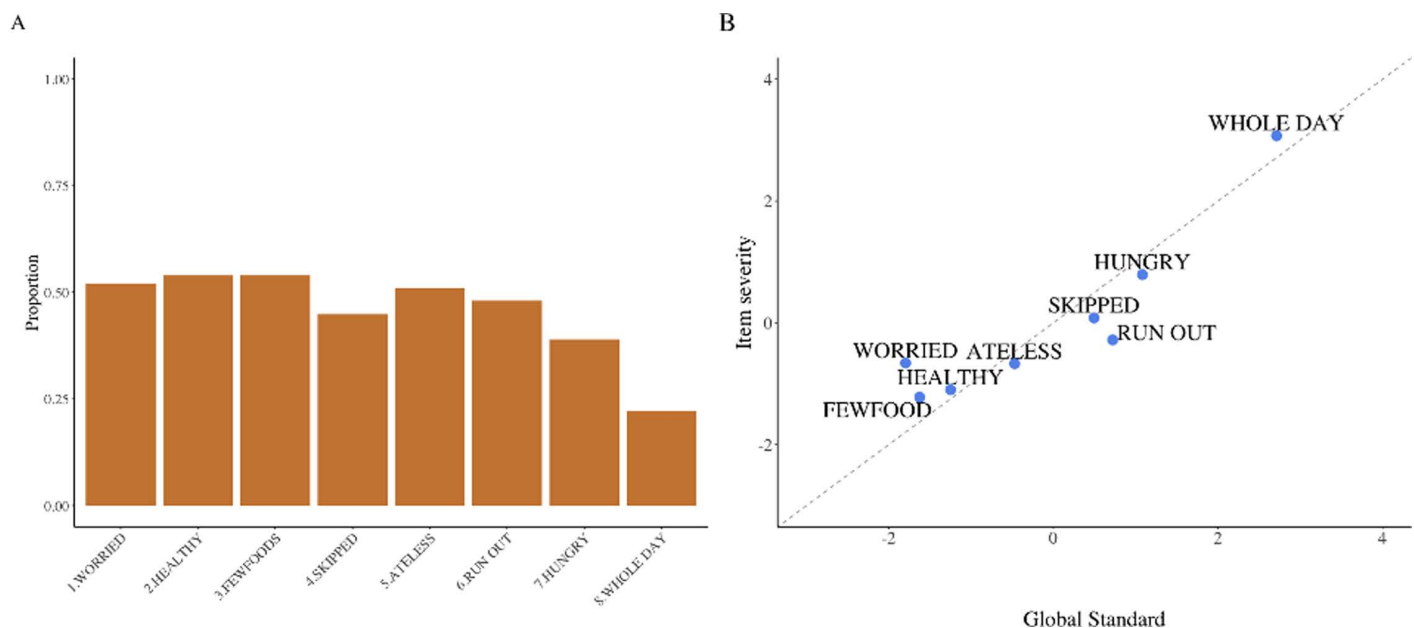 A
1.00
0.75
0.50
0.25
0.00
Proportion
1.WORRIED
2.HEALTHY
3.FEWFOODS
4.SKIPPED
5.ATELESS
6.RUN OUT
7.HUNGRY
8.WHOLE DAY
B
4
2
0
-2
Item severity
WHOLE DAY
HUNGRY
SKIPPED
RUN OUT
WORRIED
ATELESS
HEALTHY
FEWFOOD
-2
0
2
4
Global Standard